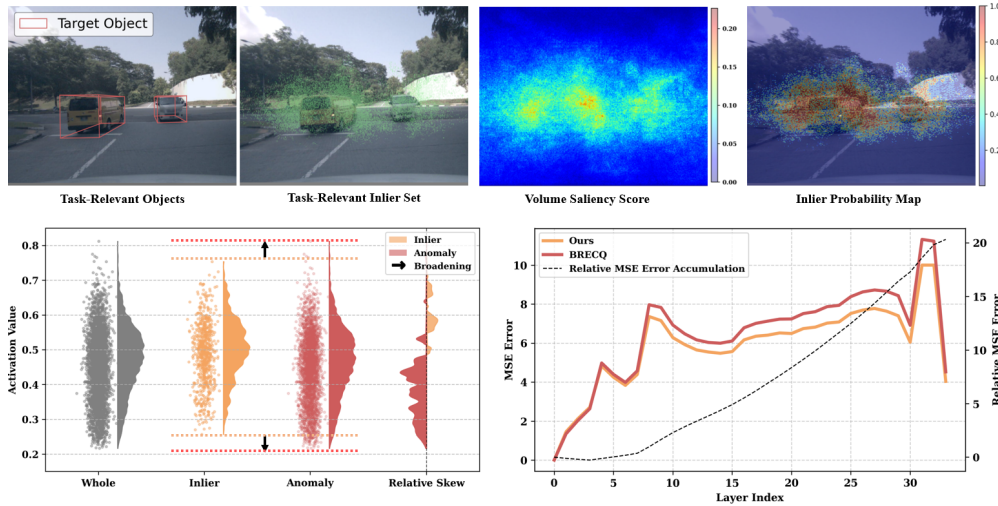 Target Object
0.20
0.15
0.10
0.05
0.00
1.0
0.8
0.6
0.4
0.2
Task-Relevant Objects
Task-Relevant Inlier Set
Volume Saliency Score
Inlier Probability Map
Activation Value
0.8
0.7
0.6
0.5
0.4
0.3
0.2
Inlier
Anomaly
Broadening
Whole
Inlier
Anomaly
Relative Skew
MSE Error
10
8
6
4
2
0
Ours
BRECQ
Relative MSE Error Accumulation
20
15
10
5
0
Relative MSE Error
0
5
10
15
20
25
30
Layer Index